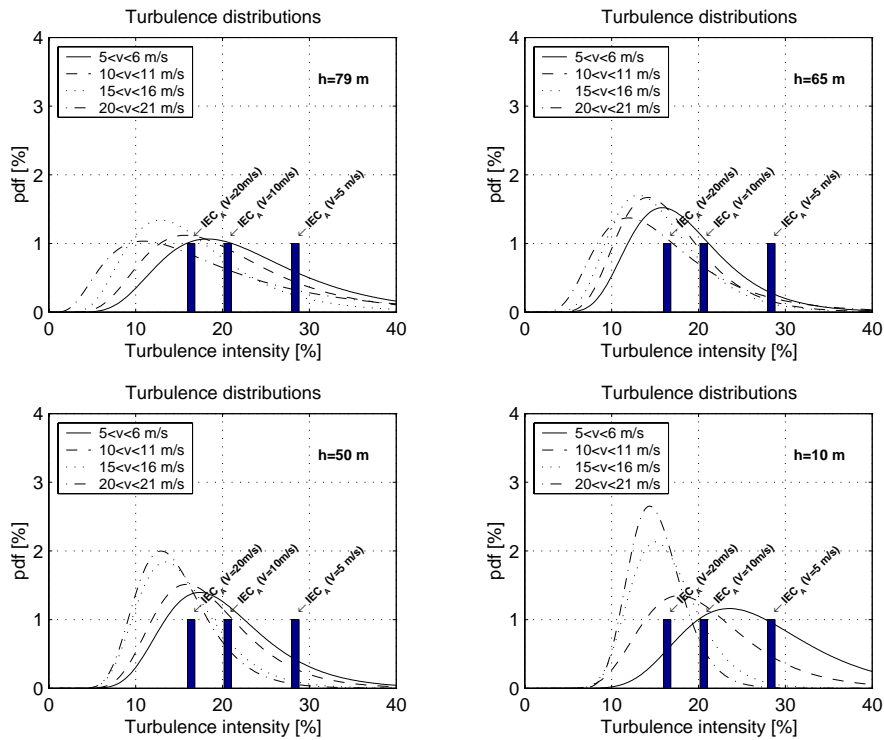 Turbulence distributions
4
3
2
1
0
pdf [%]
5<v<6 m/s
10<v<11 m/s
15<v<16 m/s
20<v<21 m/s
h=79 m
IEC_A (V=20m/s)
IEC_A (V=10m/s)
IEC_A (V=5 m/s)
0 10 20 30 40
Turbulence intensity [%]
Turbulence distributions
4
3
2
1
0
pdf [%]
5<v<6 m/s
10<v<11 m/s
15<v<16 m/s
20<v<21 m/s
h=65 m
IEC_A (V=20m/s)
IEC_A (V=10m/s)
IEC_A (V=5 m/s)
0 10 20 30 40
Turbulence intensity [%]
Turbulence distributions
4
3
2
1
0
pdf [%]
5<v<6 m/s
10<v<11 m/s
15<v<16 m/s
20<v<21 m/s
h=50 m
IEC_A (V=20m/s)
IEC_A (V=10m/s)
IEC_A (V=5 m/s)
0 10 20 30 40
Turbulence intensity [%]
Turbulence distributions
4
3
2
1
0
pdf [%]
5<v<6 m/s
10<v<11 m/s
15<v<16 m/s
20<v<21 m/s
h=10 m
IEC_A (V=20m/s)
IEC_A (V=10m/s)
IEC_A (V=5 m/s)
0 10 20 30 40
Turbulence intensity [%]